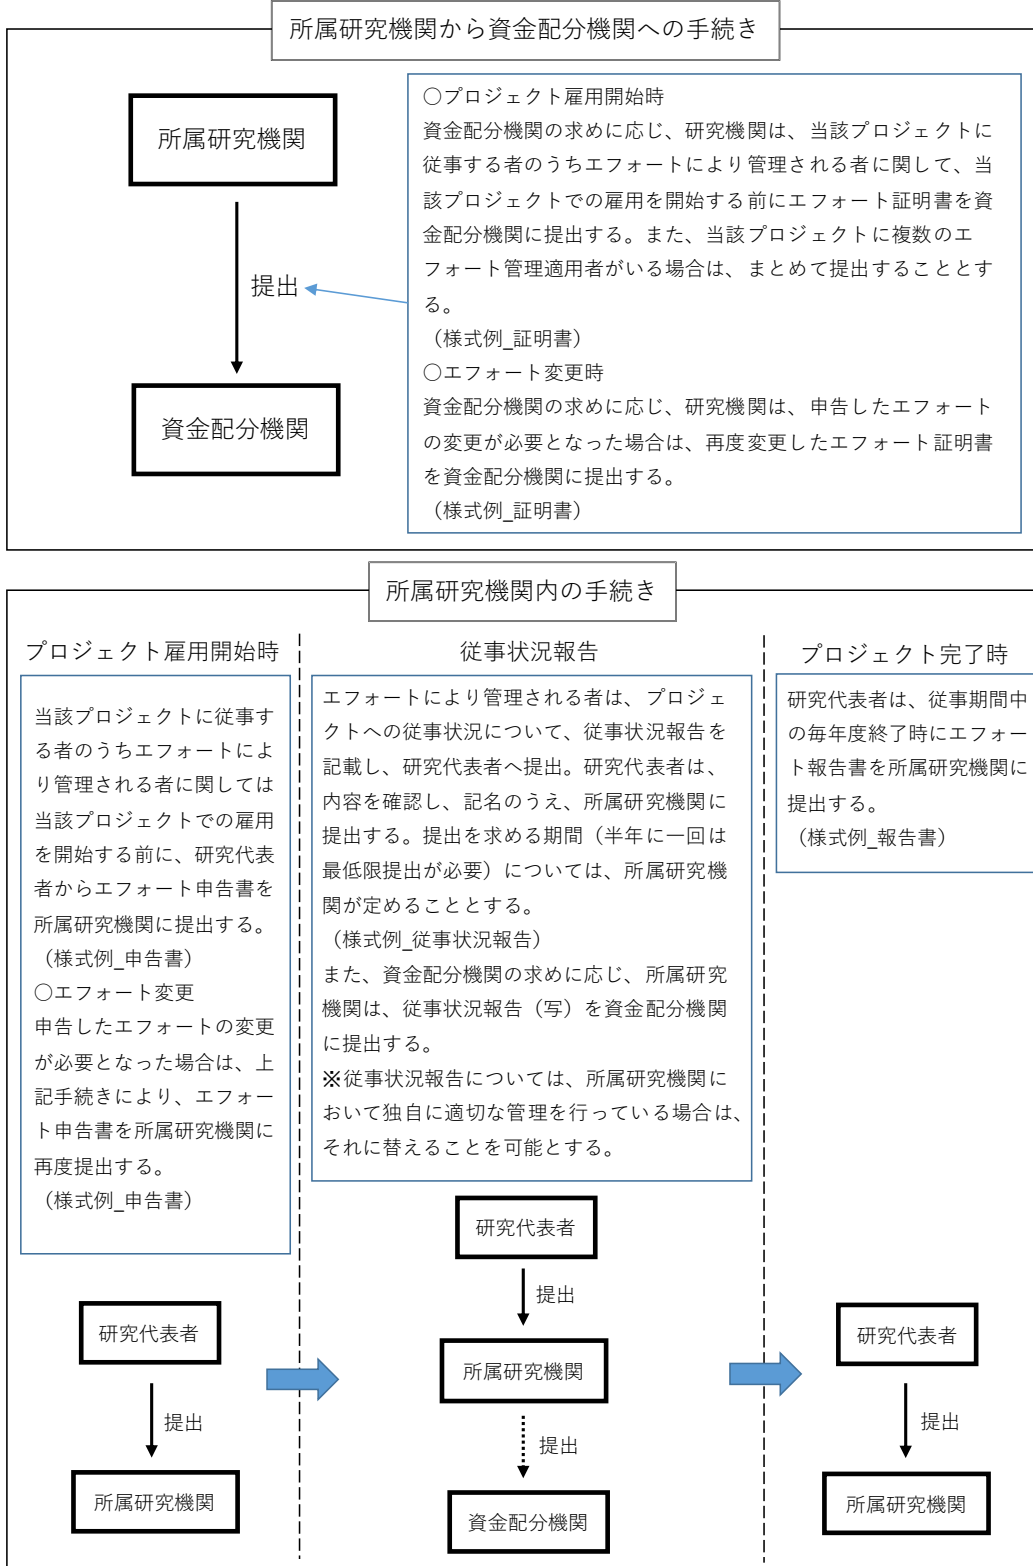 所属研究機関から資金配分機関への手続き
所属研究機関
提出
資金配分機関
○プロジェクト雇用開始時
資金配分機関の求めに応じ、研究機関は、当該プロジェクトに
従事する者のうちエフォートにより管理される者に関して、当
該プロジェクトでの雇用を開始する前にエフォート証明書を資
金配分機関に提出する。また、当該プロジェクトに複数のエ
フォート管理適用者がいる場合は、まとめて提出することとす
る。
（様式例_証明書）
○エフォート変更時
資金配分機関の求めに応じ、研究機関は、申告したエフォート
の変更が必要となった場合は、再度変更したエフォート証明書
を資金配分機関に提出する。
（様式例_証明書）
所属研究機関内の手続き
プロジェクト雇用開始時
当該プロジェクトに従事す
る者のうちエフォートによ
り管理される者に関しては
当該プロジェクトでの雇用
を開始する前に、研究代表
者からエフォート申告書を
所属研究機関に提出する。
（様式例_申告書）
○エフォート変更
申告したエフォートの変更
が必要となった場合は、上
記手続きにより、エフォー
ト申告書を所属研究機関に
再度提出する。
（様式例_申告書）
研究代表者
提出
所属研究機関
従事状況報告
エフォートにより管理される者は、プロジェ
クトへの従事状況について、従事状況報告を
記載し、研究代表者へ提出。研究代表者は、
内容を確認し、記名のうえ、所属研究機関に
提出する。提出を求める期間（半年に一回は
最低限提出が必要）については、所属研究機
関が定めることとする。
（様式例_従事状況報告）
また、資金配分機関の求めに応じ、所属研究
機関は、従事状況報告（写）を資金配分機関
に提出する。
※従事状況報告については、所属研究機関に
おいて独自に適切な管理を行っている場合は、
それに替えることを可能とする。
研究代表者
提出
所属研究機関
提出
資金配分機関
プロジェクト完了時
研究代表者は、従事期間中
の毎年度終了時にエフォー
ト報告書を所属研究機関に
提出する。
（様式例_報告書）
研究代表者
提出
所属研究機関